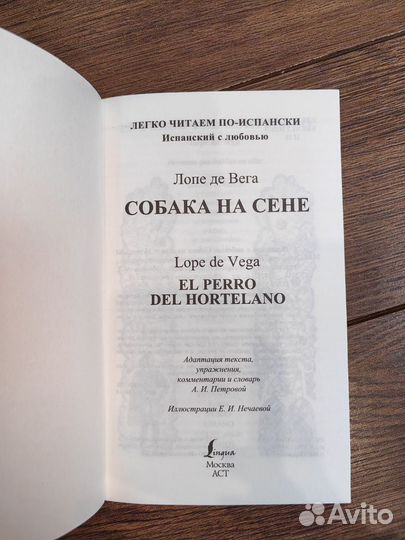 ЛЕГКО ЧИТАЕМ ПО-ИСПАНСКИ
Испанский с любовью
Лопе де Вега
СОБАКА НА СЕНЕ
Lope de Vega
EL PERRO
DEL HORTELANO
Адаптация текста,
упражнения,
комментарии и словарь
А. И. Петровой
Иллюстрации Е. И. Нечаевой
Lingua
Москва
АСТ
Avito